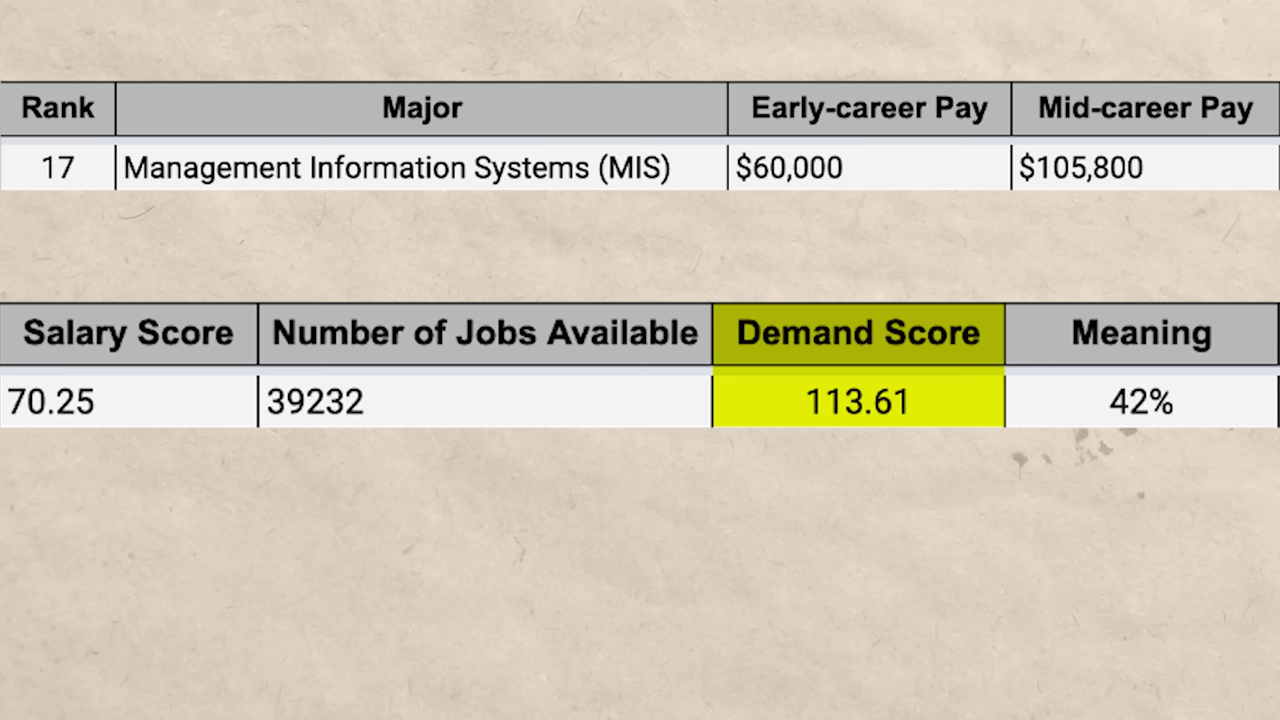 Rank Major Early-career Pay Mid-career Pay
17 Management Information Systems (MIS) $60,000 $105,800
Salary Score Number of Jobs Available Demand Score Meaning
70.25 39232 113.61 42%